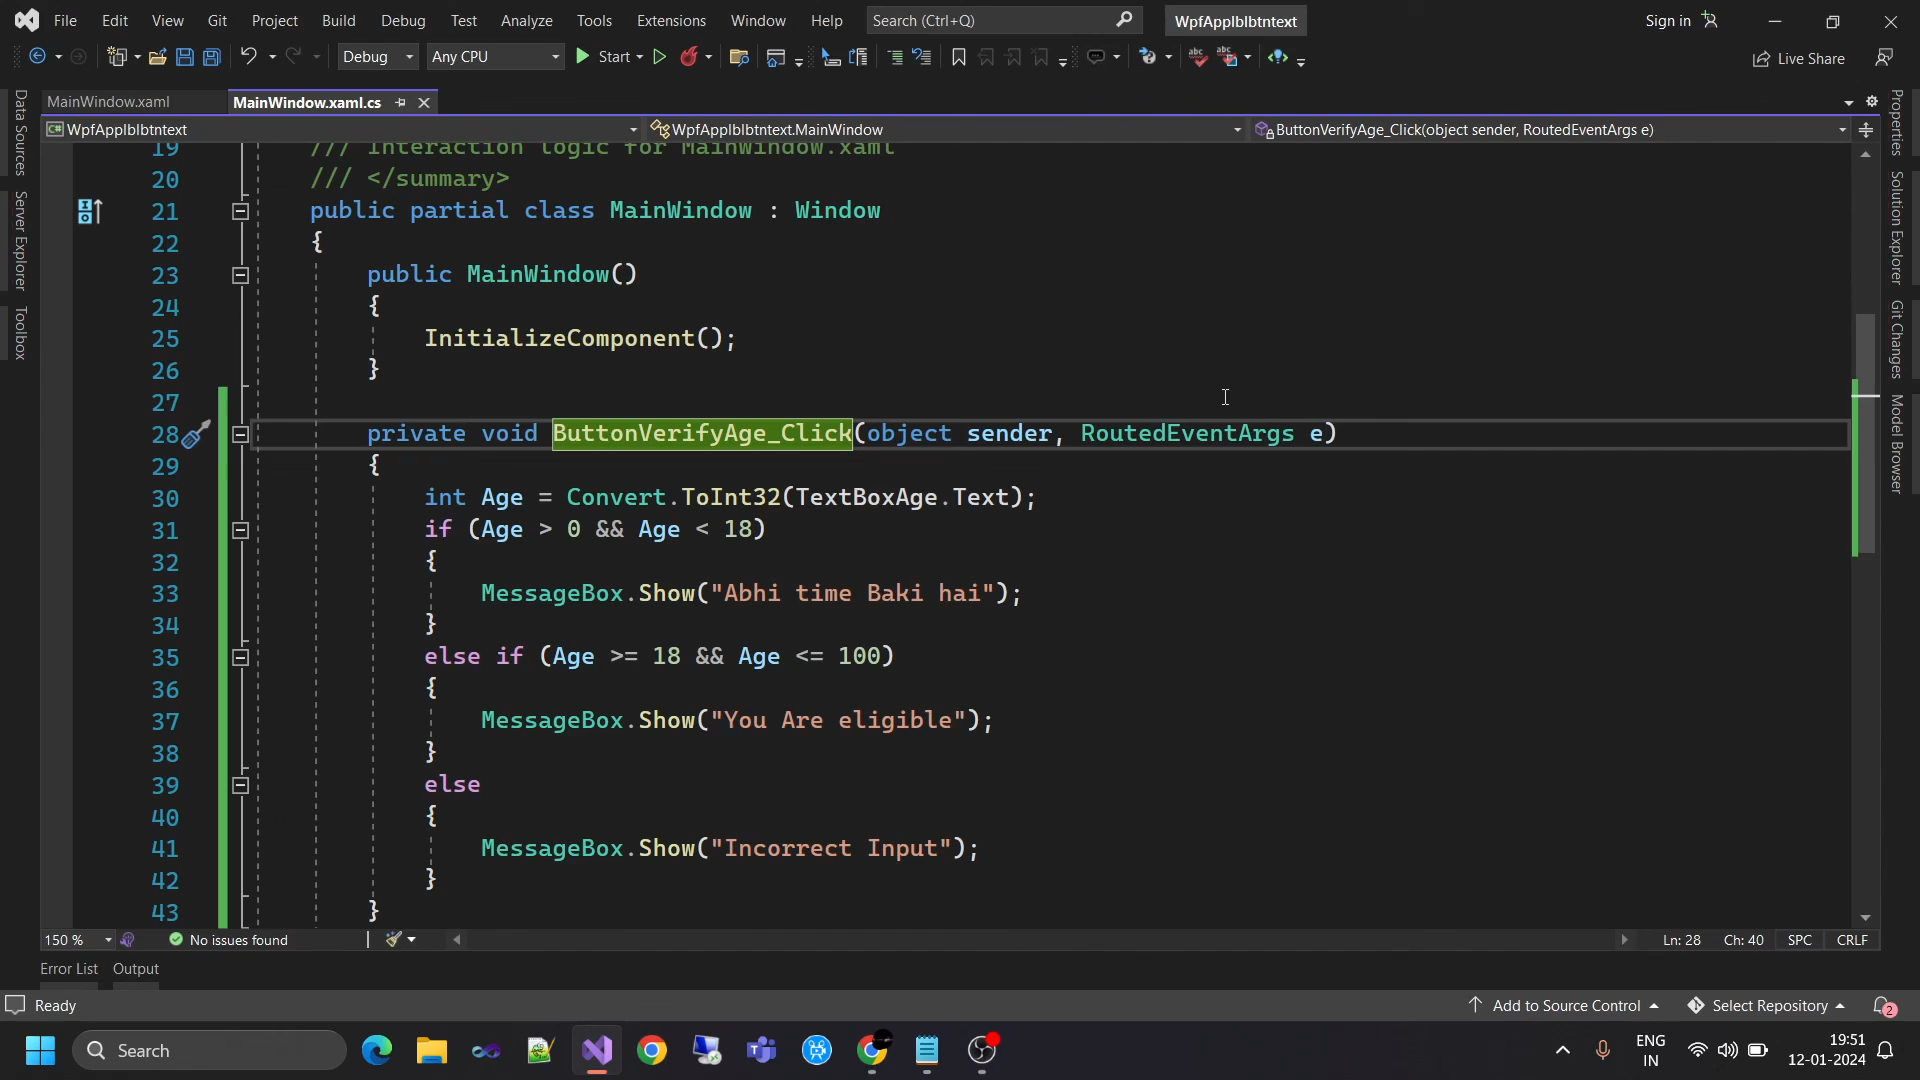 File Edit View Git Project Build Debug Test Analyze Tools Extensions Window Help Search (Ctrl+Q) WpfApplblbtntext Sign in
Debug Any CPU Start Live Share
MainWindow.xaml MainWindow.xaml.cs
WpfApplblbtntext WpfApplblbtntext.MainWindow ButtonVerifyAge_Click(object sender, RoutedEventArgs e)
Data Sources
Server Explorer
Toolbox
Properties
Solution Explorer
Git Changes
Model Browser
19 /// Interaction logic for MainWindow.xaml
20 /// </summary>
21 public partial class MainWindow : Window
22 {
23 public MainWindow()
24 {
25 InitializeComponent();
26 }
27
28 private void ButtonVerifyAge_Click(object sender, RoutedEventArgs e)
29 {
30 int Age = Convert.ToInt32(TextBoxAge.Text);
31 if (Age > 0 && Age < 18)
32 {
33 MessageBox.Show("Abhi time Baki hai");
34 }
35 else if (Age >= 18 && Age <= 100)
36 {
37 MessageBox.Show("You Are eligible");
38 }
39 else
40 {
41 MessageBox.Show("Incorrect Input");
42 }
43 }
150 % No issues found Ln: 28 Ch: 40 SPC CRLF
Error List Output
Ready Add to Source Control Select Repository 2
Search ENG IN 19:51
12-01-2024